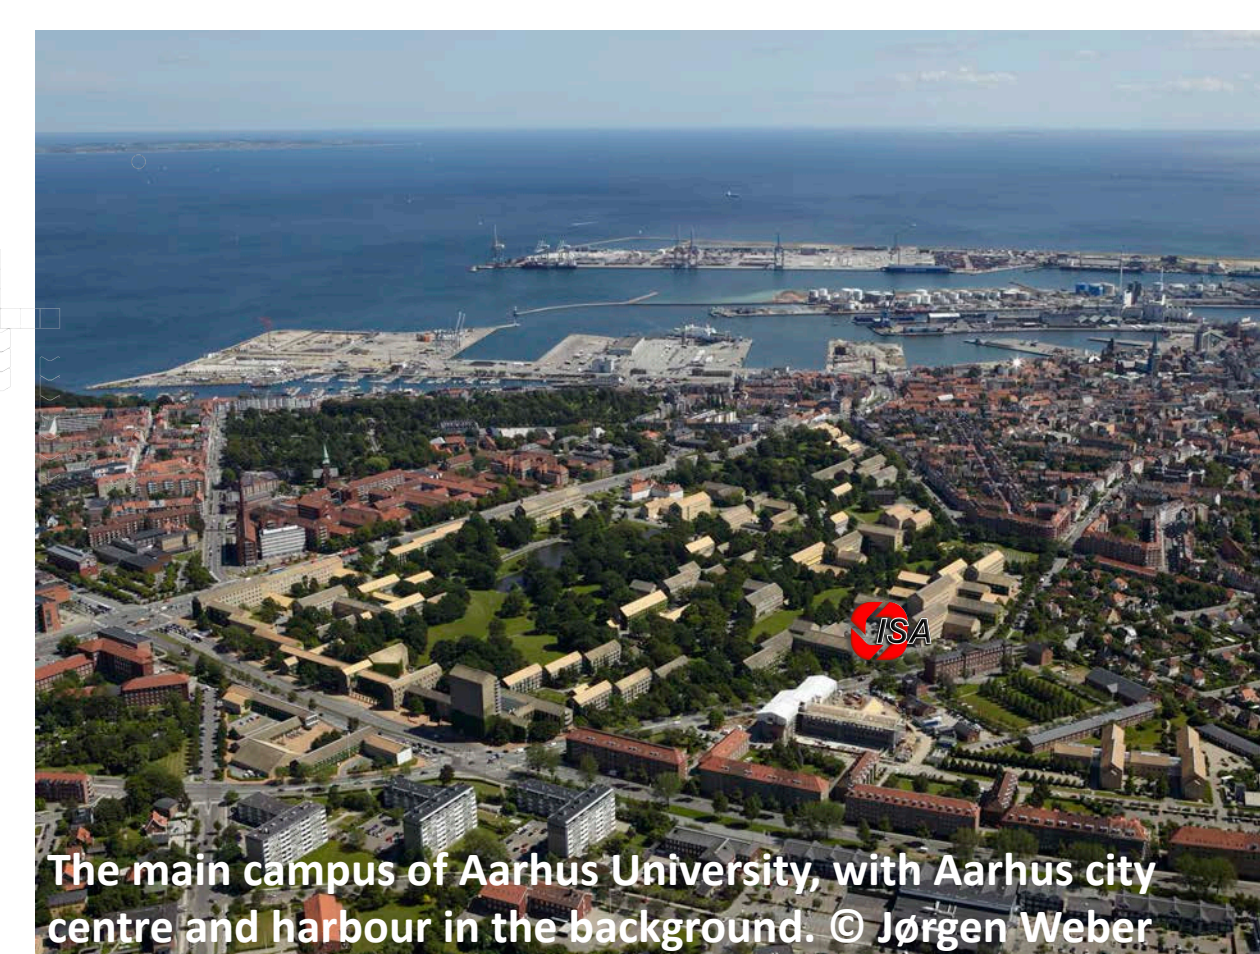 ISA
The main campus of Aarhus University, with Aarhus city
centre and harbour in the background. © Jørgen Weber